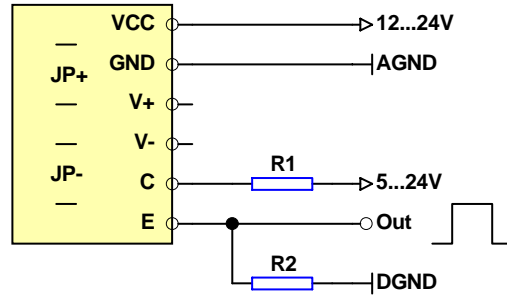 VCC 12...24V
JP+ GND AGND
V+
V-
R1
JP- C 5...24V
E Out
R2
DGND